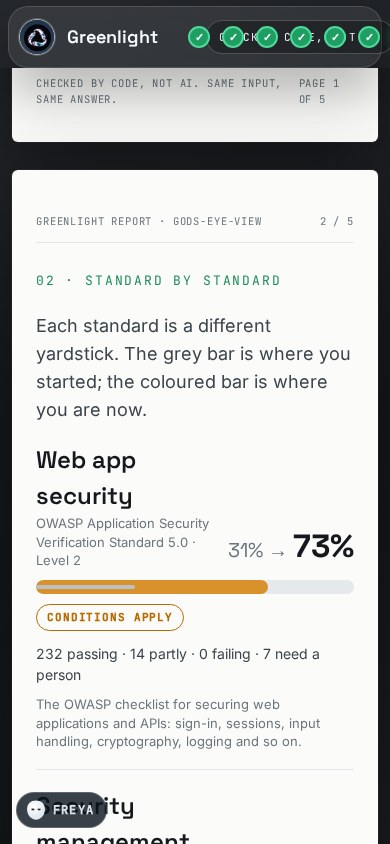 Greenlight
CHECKED BY CODE, NOT AI. SAME INPUT,
SAME ANSWER.
PAGE 1
OF 5
GREENLIGHT REPORT · GODS-EYE-VIEW
2 / 5
02 · STANDARD BY STANDARD
Each standard is a different
yardstick. The grey bar is where you
started; the coloured bar is where
you are now.
Web app
security
OWASP Application Security
Verification Standard 5.0 ·
Level 2
31% → 73%
CONDITIONS APPLY
232 passing · 14 partly · 0 failing · 7 need a
person
The OWASP checklist for securing web
applications and APIs: sign-in, sessions, input
handling, cryptography, logging and so on.
Security
management
FREYA